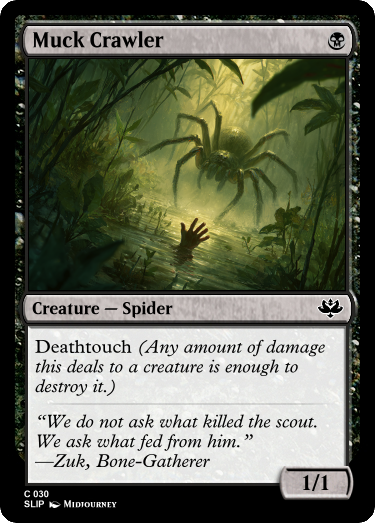 Muck Crawler
Creature — Spider
Deathtouch (Any amount of damage
this deals to a creature is enough to
destroy it.)
“We do not ask what killed the scout.
We ask what fed from him.”
—Zuk, Bone-Gatherer
1/1
C 030
SLIP Midjourney